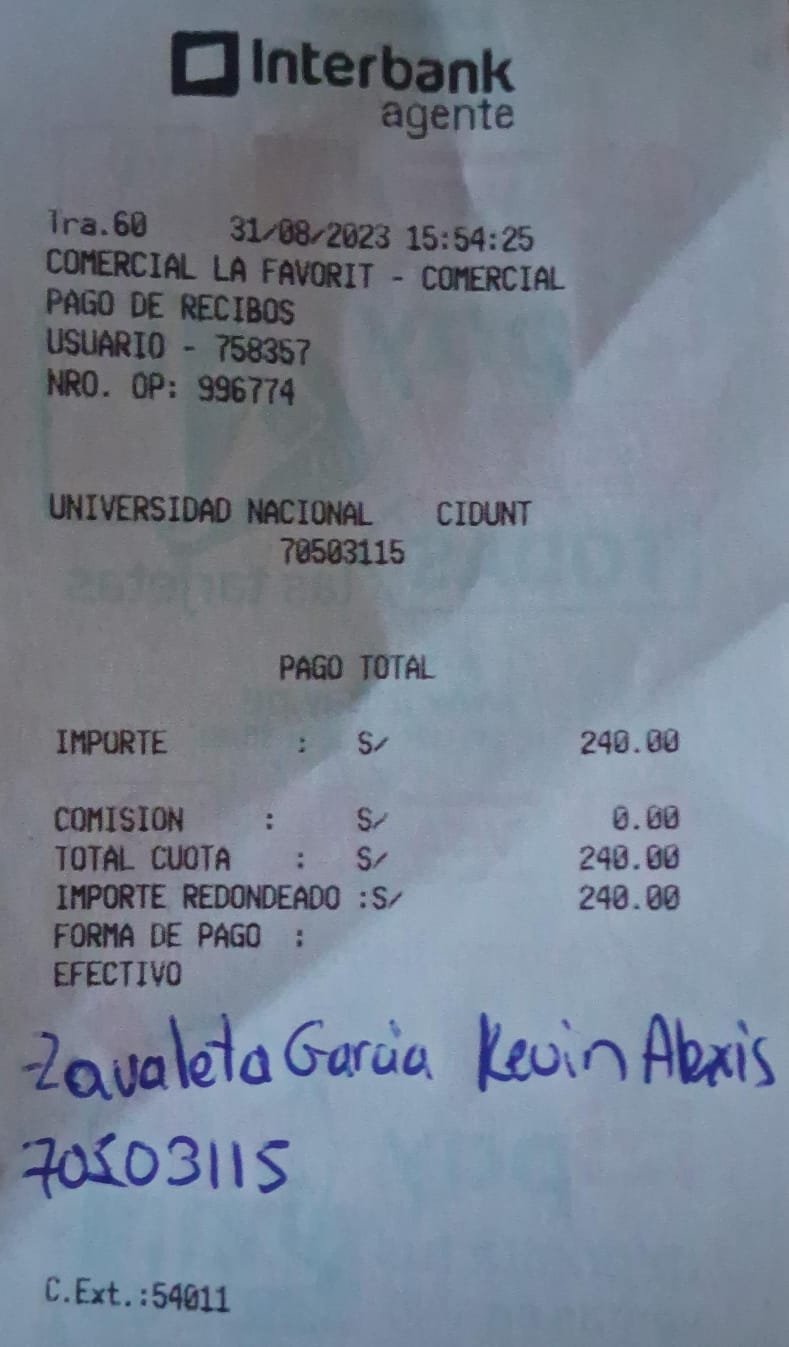 Interbank
agente
Tra.60 31/08/2023 15:54:25
COMERCIAL LA FAVORIT - COMERCIAL
PAGO DE RECIBOS
USUARIO - 758357
NRO. OP: 996774
UNIVERSIDAD NACIONAL CIDUNT
70503115
PAGO TOTAL
IMPORTE : S/ 240.00
COMISION : S/ 0.00
TOTAL CUOTA : S/ 240.00
IMPORTE REDONDEADO :S/ 240.00
FORMA DE PAGO :
EFECTIVO
Zavaleta Garcia Kevin Alexis
70503115
C.Ext.:54011